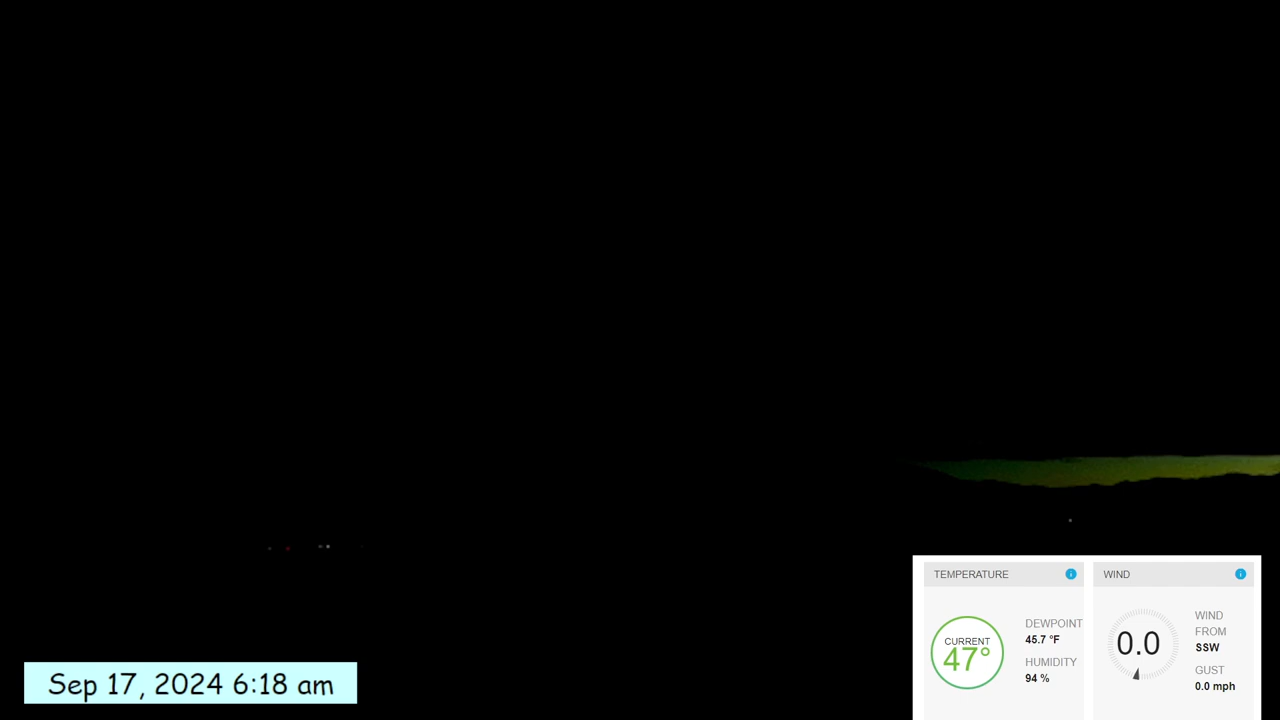 TEMPERATURE
CURRENT
47°
DEWPOINT
45.7 °F
HUMIDITY
94 %
WIND
0.0
WIND
FROM
SSW
GUST
0.0 mph
Sep 17, 2024 6:18 am